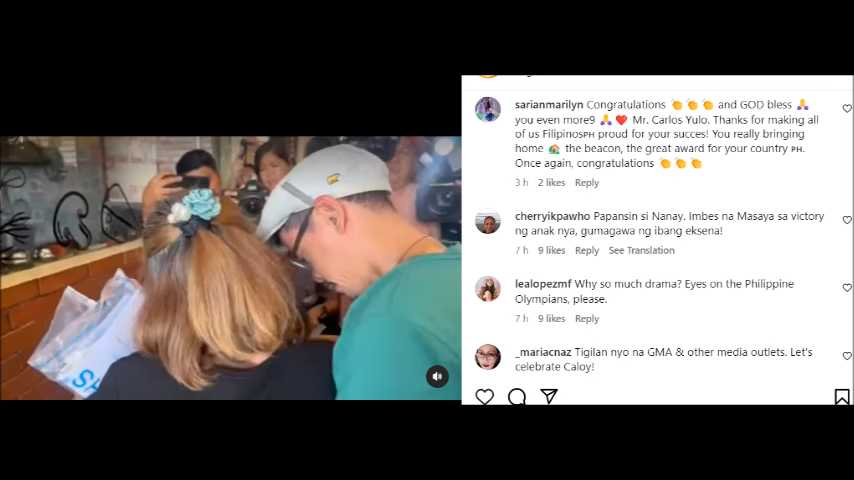 sarianmarilyn Congratulations 👏 👏 👏 and GOD bless 🙏
you even more9 🙏 ❤️ Mr. Carlos Yulo. Thanks for making all
of us FilipinosPH proud for your succes! You really bringing
home 🏡 the beacon, the great award for your country PH.
Once again, congratulations 👏 👏 👏
3 h 2 likes Reply
cherryikpawho Papansin si Nanay. Imbes na Masaya sa victory
ng anak nya, gumagawa ng ibang eksena!
7 h 9 likes Reply See Translation
lealopezmf Why so much drama? Eyes on the Philippine
Olympians, please.
7 h 9 likes Reply
_mariacnaz Tigilan nyo na GMA & other media outlets. Let's
celebrate Caloy!